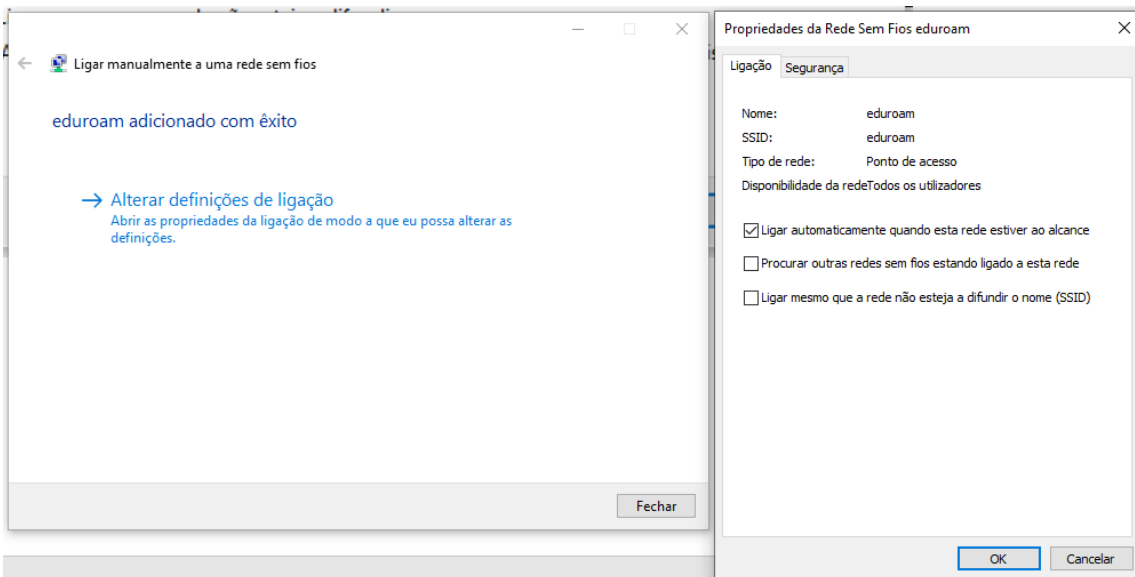 Ligar manualmente a uma rede sem fios
eduroam adicionado com êxito
Alterar definições de ligação
Abrir as propriedades da ligação de modo a que eu possa alterar as
definições.
Fechar
Propriedades da Rede Sem Fios eduroam
Ligação Segurança
Nome: eduroam
SSID: eduroam
Tipo de rede: Ponto de acesso
Disponibilidade da redeTodos os utilizadores
Ligar automaticamente quando esta rede estiver ao alcance
Procurar outras redes sem fios estando ligado a esta rede
Ligar mesmo que a rede não esteja a difundir o nome (SSID)
OK Cancelar